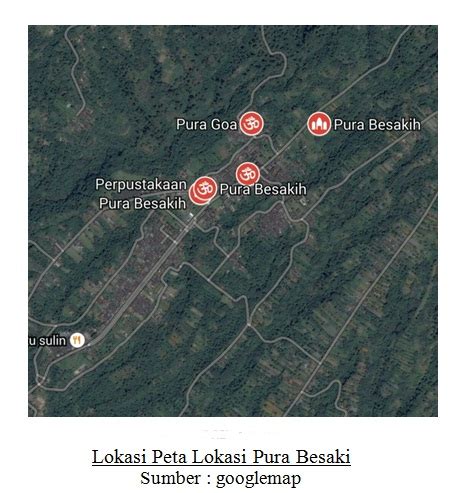 Pura Goa
Pura Besakih
Perpustakaan
Pura Besakih
Pura Besakih
u sulin
Lokasi Peta Lokasi Pura Besaki
Sumber : googlemap